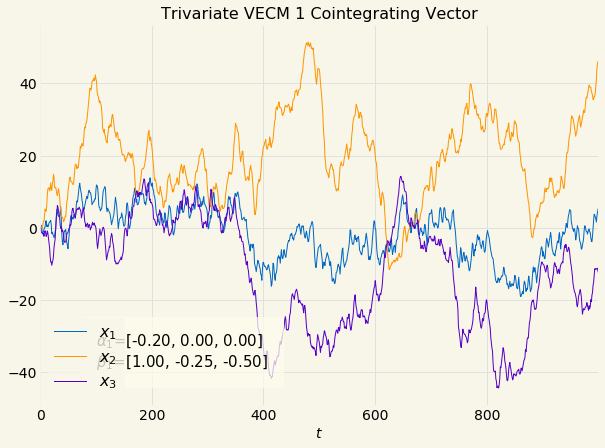 Trivariate VECM 1 Cointegrating Vector
40
20
0
−20
−40
x₁
α₁=[-0.20, 0.00, 0.00]
x₂
β₁=[1.00, -0.25, -0.50]
x₃
0 200 400 600 800
t